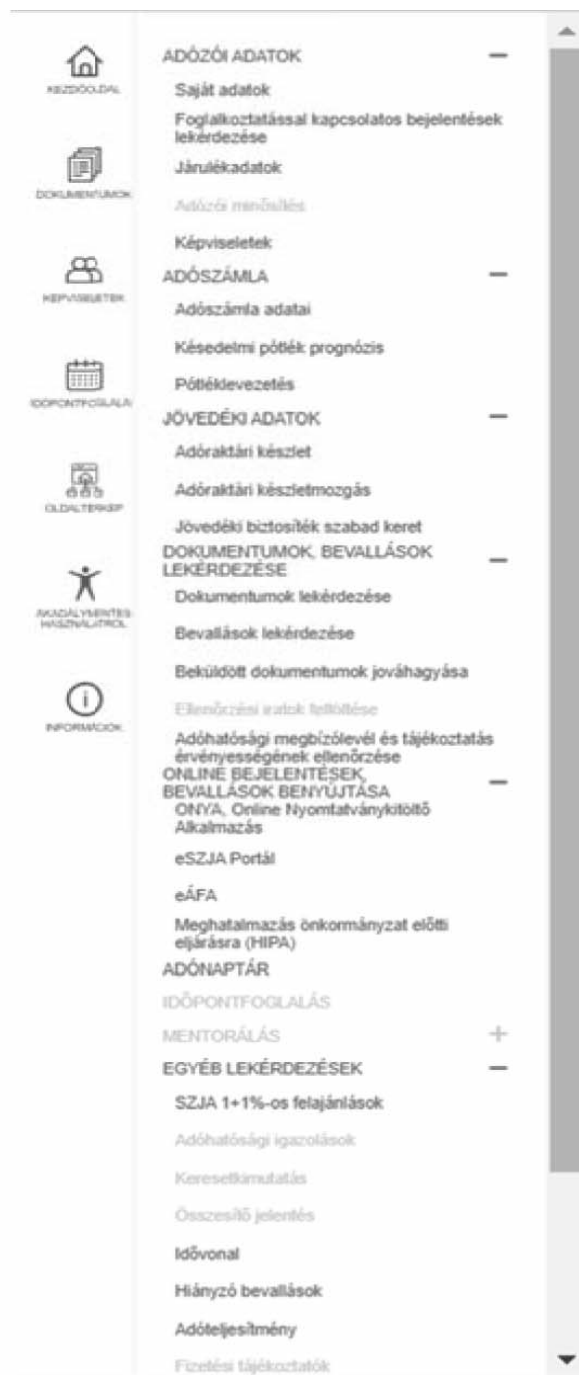 KEZDŐOLDAL
DOKUMENTUMOK
KÉPVISELETEK
IDŐPONTFOGLALÁ
OLDALTÉRKÉP
AKADÁLYMENTES
HASZNÁLATRÓL
INFORMÁCIÓK
ADÓZÓI ADATOK
Saját adatok
Foglalkoztatással kapcsolatos bejelentések
lekérdezése
Járulékadatok
Adózói minősítés
Képviseletek
ADÓSZÁMLA
Adószámla adatai
Késedelmi pótlék prognózis
Pótléklevezetés
JÖVEDÉKI ADATOK
Adóraktári készlet
Adóraktári készletmozgás
Jövedéki biztosíték szabad keret
DOKUMENTUMOK, BEVALLÁSOK
LEKÉRDEZÉSE
Dokumentumok lekérdezése
Bevallások lekérdezése
Beküldött dokumentumok jóváhagyása
Ellenőrzési iratok feltöltése
Adóhatósági megbízólevél és tájékoztatás
érvényességének ellenőrzése
ONLINE BEJELENTÉSEK,
BEVALLÁSOK BENYÚJTÁSA
ONYA, Online Nyomtatványkitöltő
Alkalmazás
eSZJA Portál
eÁFA
Meghatalmazás önkormányzat előtti
eljárásra (HIPA)
ADÓNAPTÁR
IDŐPONTFOGLALÁS
MENTORÁLÁS
EGYÉB LEKÉRDEZÉSEK
SZJA 1+1%-os felajánlások
Adóhatósági igazolások
Keresetkimutatás
Összesítő jelentés
Idővonal
Hiányzó bevallások
Adóteljesítmény
Fizetési tájékoztatók